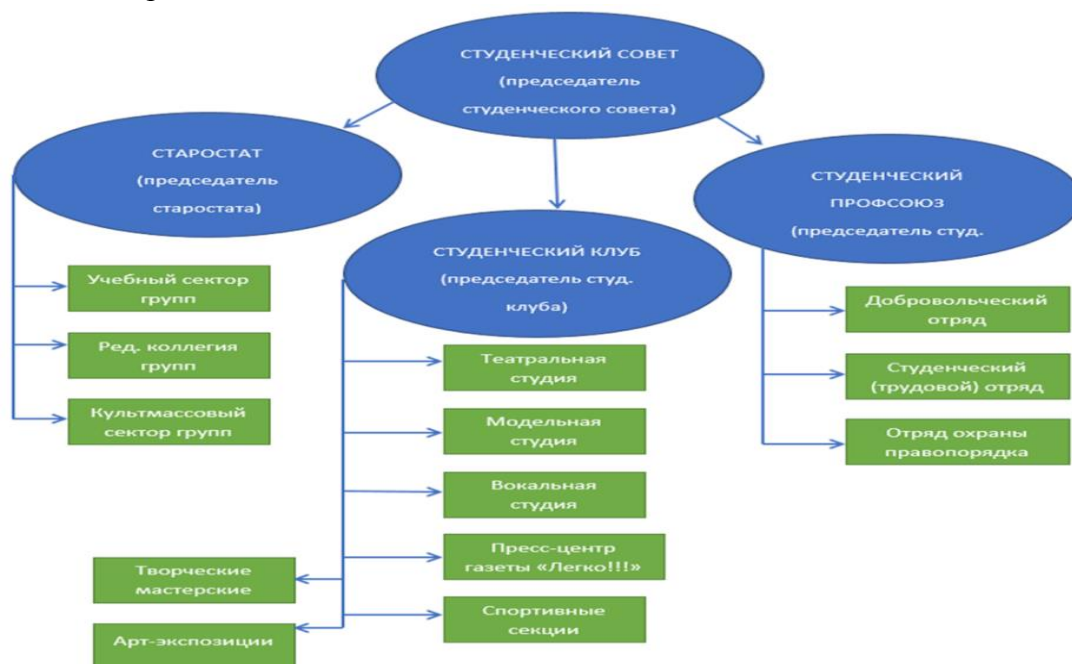 СТУДЕНЧЕСКИЙ СОВЕТ
(председатель
студенческого совета)
СТАРОСТАТ
(председатель
старостата)
СТУДЕНЧЕСКИЙ
ПРОФСОЮЗ
(председатель студ.
СТУДЕНЧЕСКИЙ КЛУБ
(председатель студ.
клуба)
Учебный сектор
групп
Ред. коллегия
групп
Культмассовый
сектор групп
Театральная
студия
Модельная
студия
Вокальная
студия
Пресс-центр
газеты «Легко!!!»
Спортивные
секции
Творческие
мастерские
Арт-экспозиции
Добровольческий
отряд
Студенческий
(трудовой) отряд
Отряд охраны
правопорядка